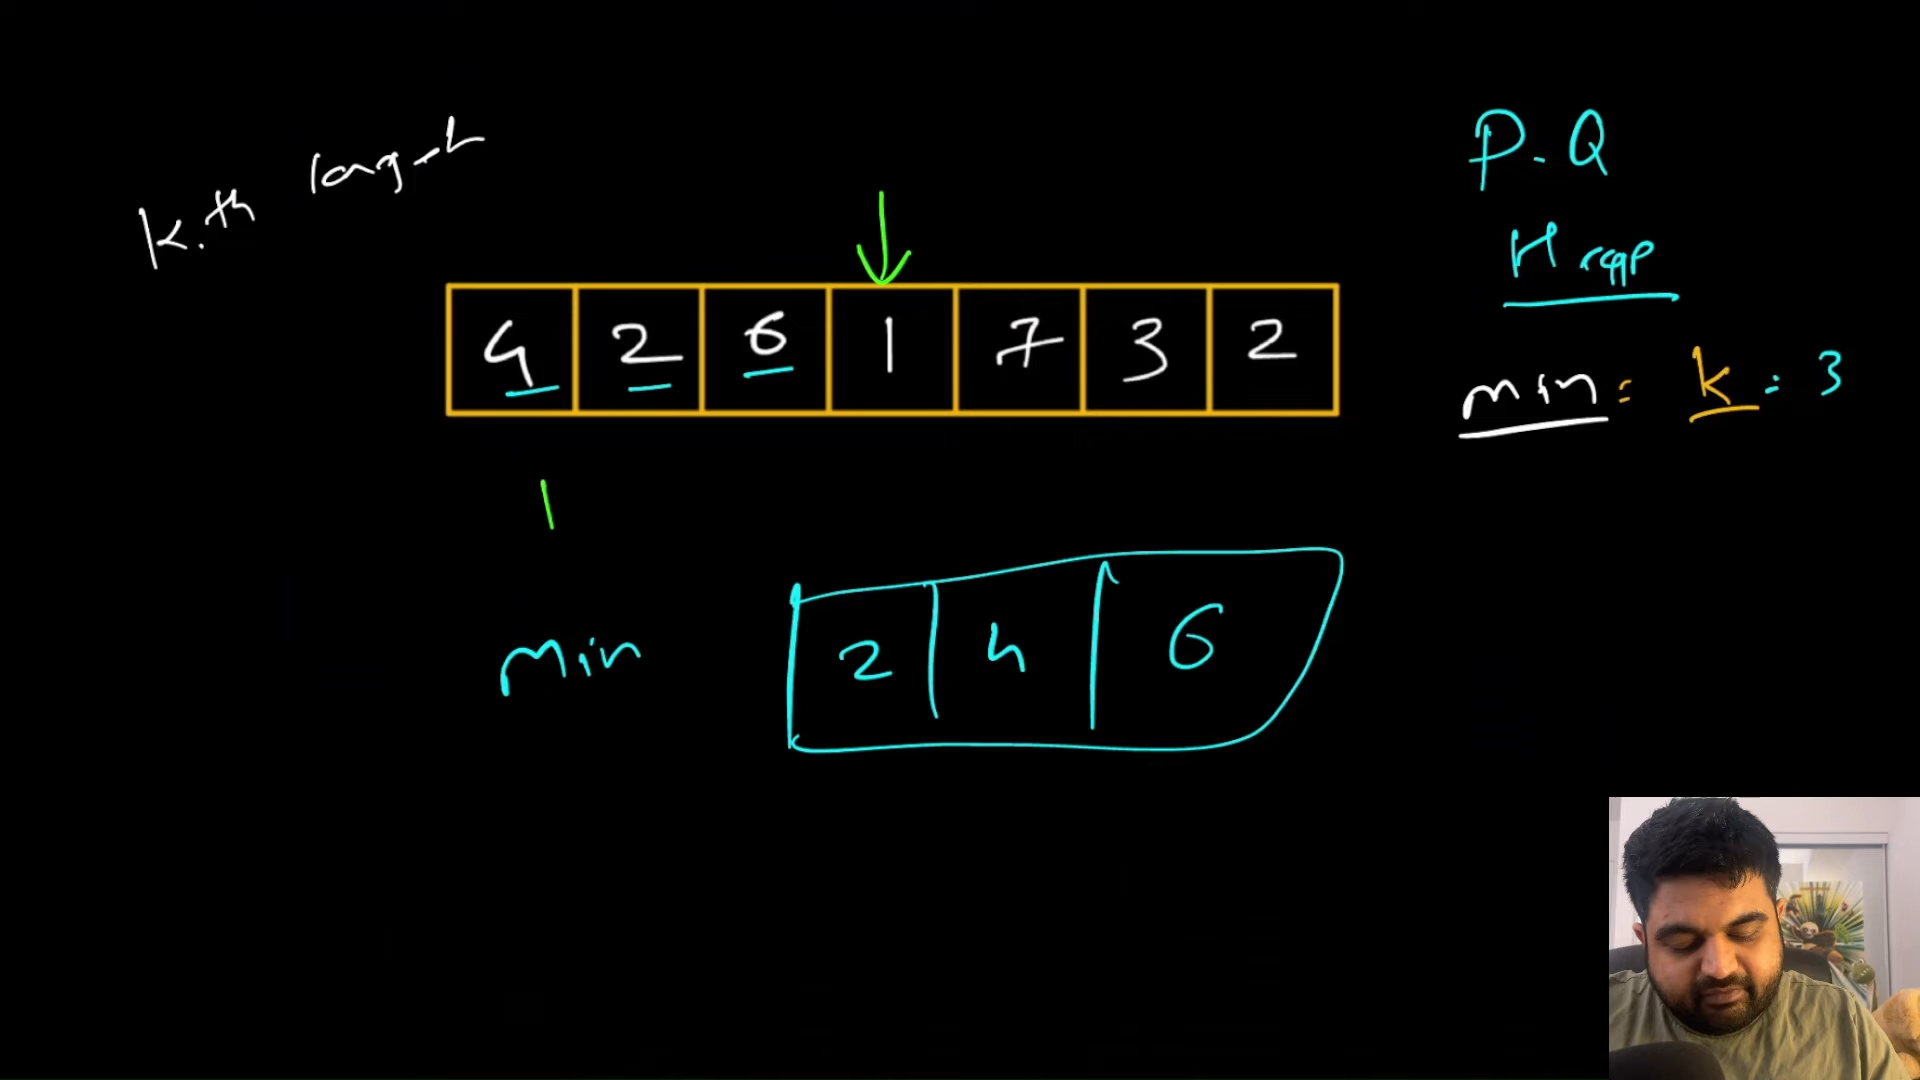 k.th largest
P.Q
Heap
4 2 6 1 7 3 2
min = k = 3
1
Min
2 4 6